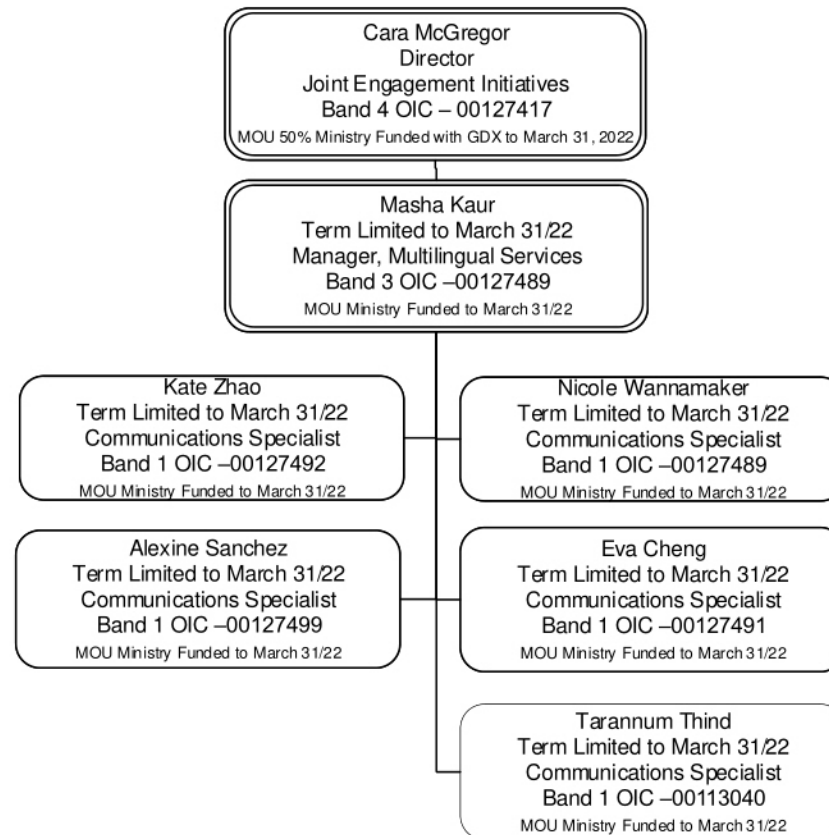 Cara McGregor
Director
Joint Engagement Initiatives
Band 4 OIC – 00127417
MOU 50% Ministry Funded with GDX to March 31, 2022
Masha Kaur
Term Limited to March 31/22
Manager, Multilingual Services
Band 3 OIC –00127489
MOU Ministry Funded to March 31/22
Kate Zhao
Term Limited to March 31/22
Communications Specialist
Band 1 OIC –00127492
MOU Ministry Funded to March 31/22
Nicole Wannamaker
Term Limited to March 31/22
Communications Specialist
Band 1 OIC –00127489
MOU Ministry Funded to March 31/22
Alexine Sanchez
Term Limited to March 31/22
Communications Specialist
Band 1 OIC –00127499
MOU Ministry Funded to March 31/22
Eva Cheng
Term Limited to March 31/22
Communications Specialist
Band 1 OIC –00127491
MOU Ministry Funded to March 31/22
Tarannum Thind
Term Limited to March 31/22
Communications Specialist
Band 1 OIC –00113040
MOU Ministry Funded to March 31/22